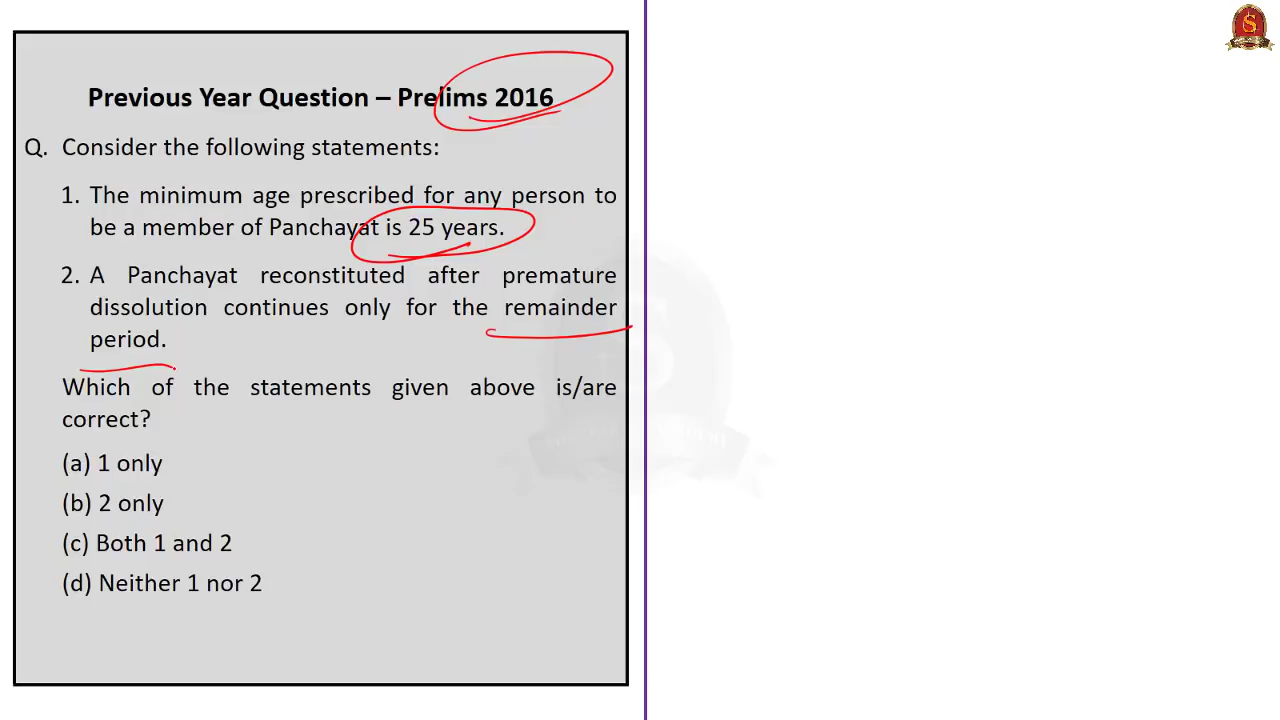 Previous Year Question – Prelims 2016
Q. Consider the following statements:
1. The minimum age prescribed for any person to
be a member of Panchayat is 25 years.
2. A Panchayat reconstituted after premature
dissolution continues only for the remainder
period.
Which of the statements given above is/are
correct?
(a) 1 only
(b) 2 only
(c) Both 1 and 2
(d) Neither 1 nor 2